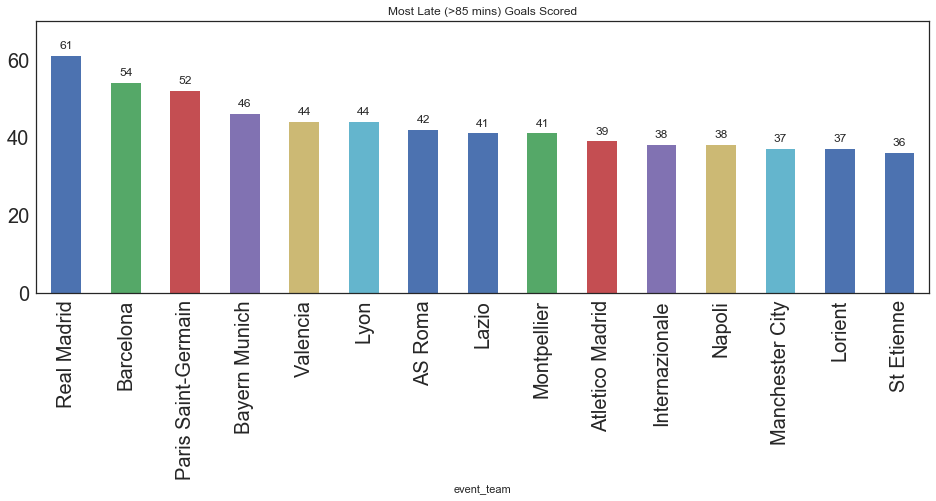 Most Late (>85 mins) Goals Scored
60
40
20
0
61
54
52
46
44
44
42
41
41
39
38
38
37
37
36
Real Madrid
Barcelona
Paris Saint-Germain
Bayern Munich
Valencia
Lyon
AS Roma
Lazio
Montpellier
Atletico Madrid
Internazionale
Napoli
Manchester City
Lorient
St Etienne
event_team